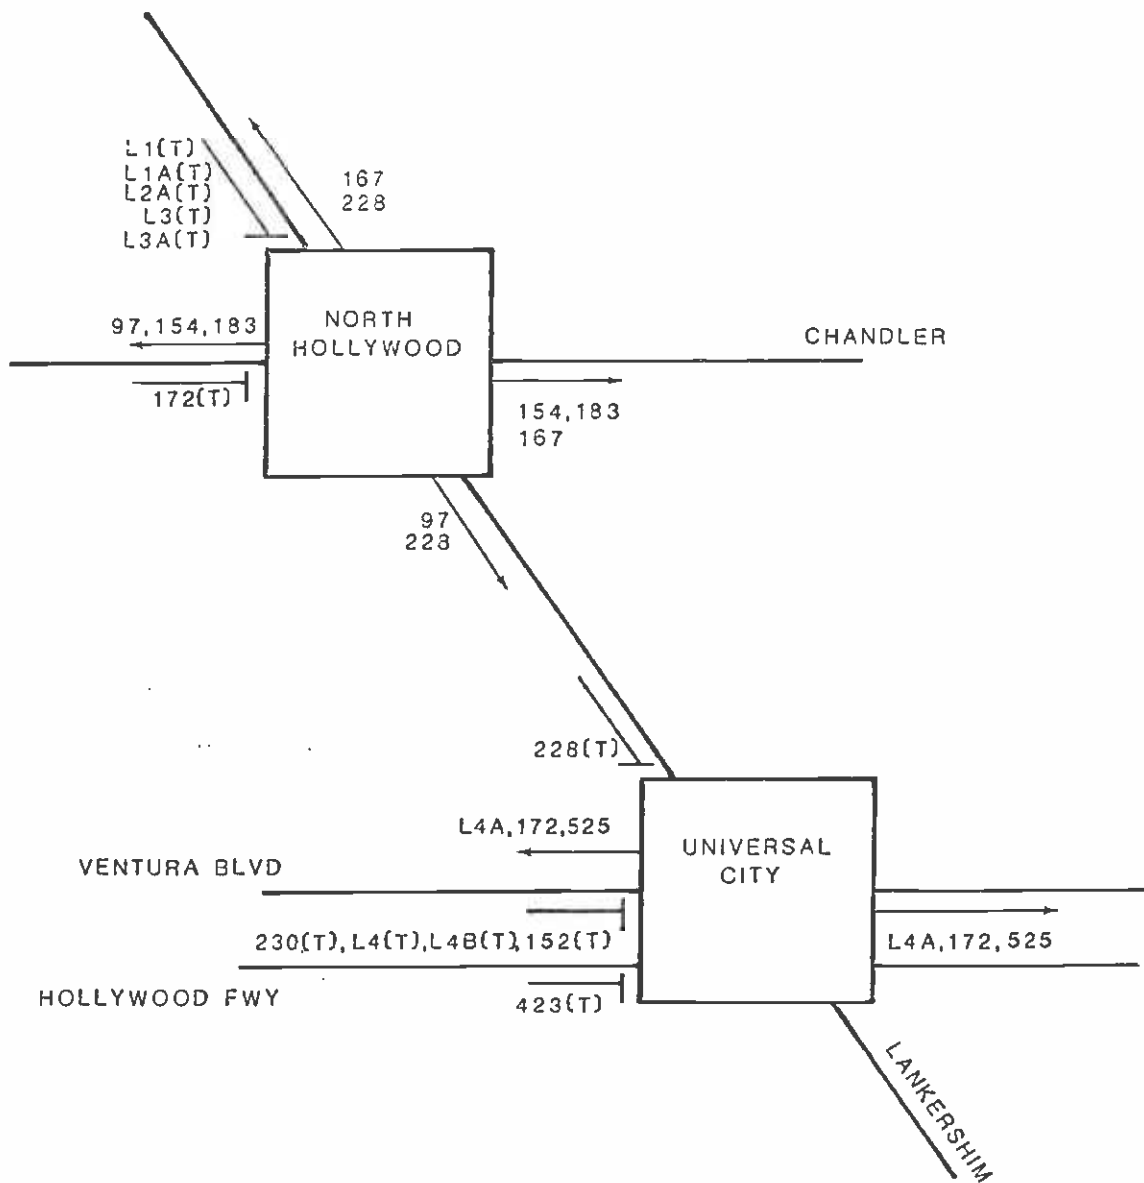 L1(T)
L1A(T)
L2A(T)
L3(T)
L3A(T)
167
228
97,154,183
NORTH
HOLLYWOOD
CHANDLER
172(T)
154,183
167
97
228
228(T)
L4A,172,525
UNIVERSAL
CITY
VENTURA BLVD
230(T),L4(T),L4B(T),152(T)
L4A,172,525
HOLLYWOOD FWY
423(T)
LANKERSHIM